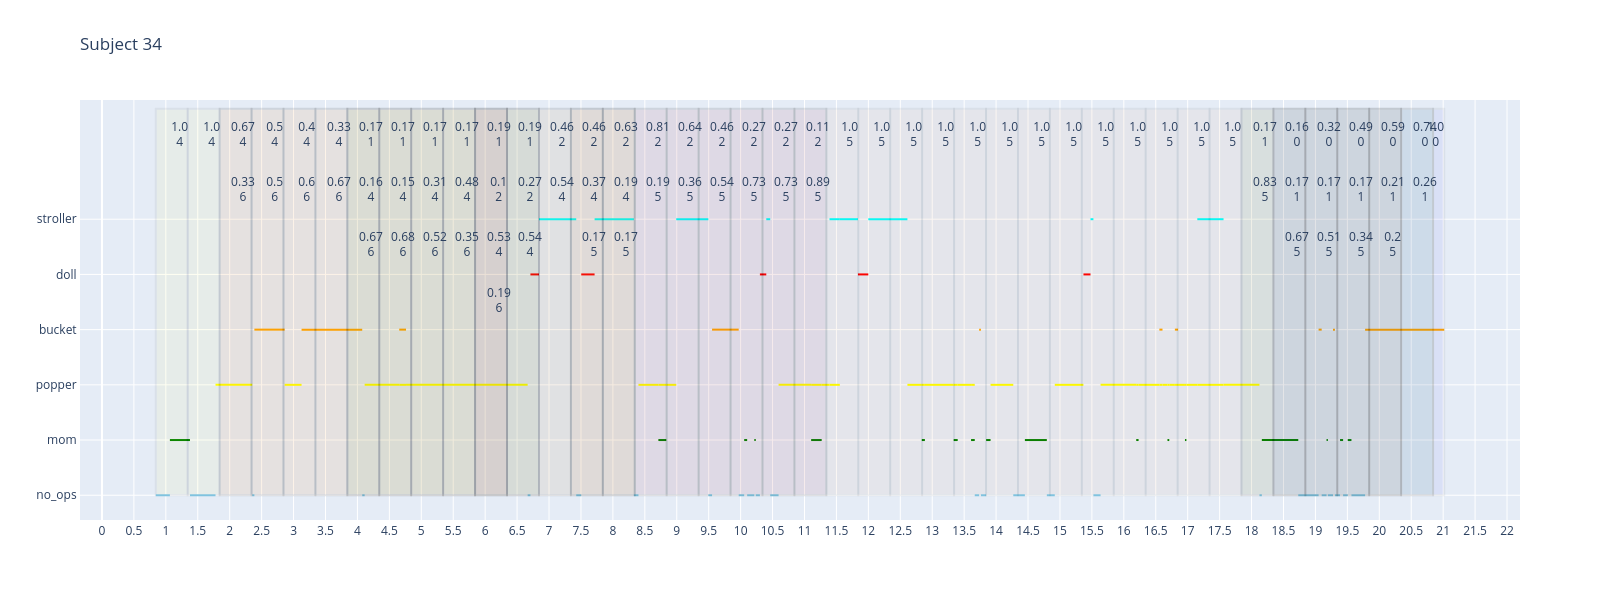 Subject 34
1.0 1.0 0.67 0.5 0.4 0.33 0.17 0.17 0.17 0.17 0.19 0.19 0.46 0.46 0.63 0.81 0.64 0.46 0.27 0.27 0.11 1.0 1.0 1.0 1.0 1.0 1.0 1.0 1.0 1.0 1.0 1.0 1.0 1.0 0.17 0.16 0.32 0.49 0.59
4 4 4 4 4 4 1 1 1 1 1 1 2 2 2 2 2 2 2 2 2 5 5 5 5 5 5 5 5 5 5 5 5 5 1 0 0 0 0 0 0
0.33 0.5 0.6 0.67 0.16 0.15 0.31 0.48 0.1 0.27 0.54 0.37 0.19 0.19 0.36 0.54 0.73 0.73 0.89 0.83 0.17 0.17 0.17 0.21 0.26
6 6 6 6 4 4 4 4 2 2 4 4 4 5 5 5 5 5 5 5 1 1 1 1 1
stroller
0.67 0.68 0.52 0.35 0.53 0.54 0.17 0.17 0.67 0.51 0.34 0.2
6 6 6 6 4 4 5 5 5 5 5 5
doll
0.19
6
bucket
popper
mom
no_ops
0 0.5 1 1.5 2 2.5 3 3.5 4 4.5 5 5.5 6 6.5 7 7.5 8 8.5 9 9.5 10 10.5 11 11.5 12 12.5 13 13.5 14 14.5 15 15.5 16 16.5 17 17.5 18 18.5 19 19.5 20 20.5 21 21.5 22